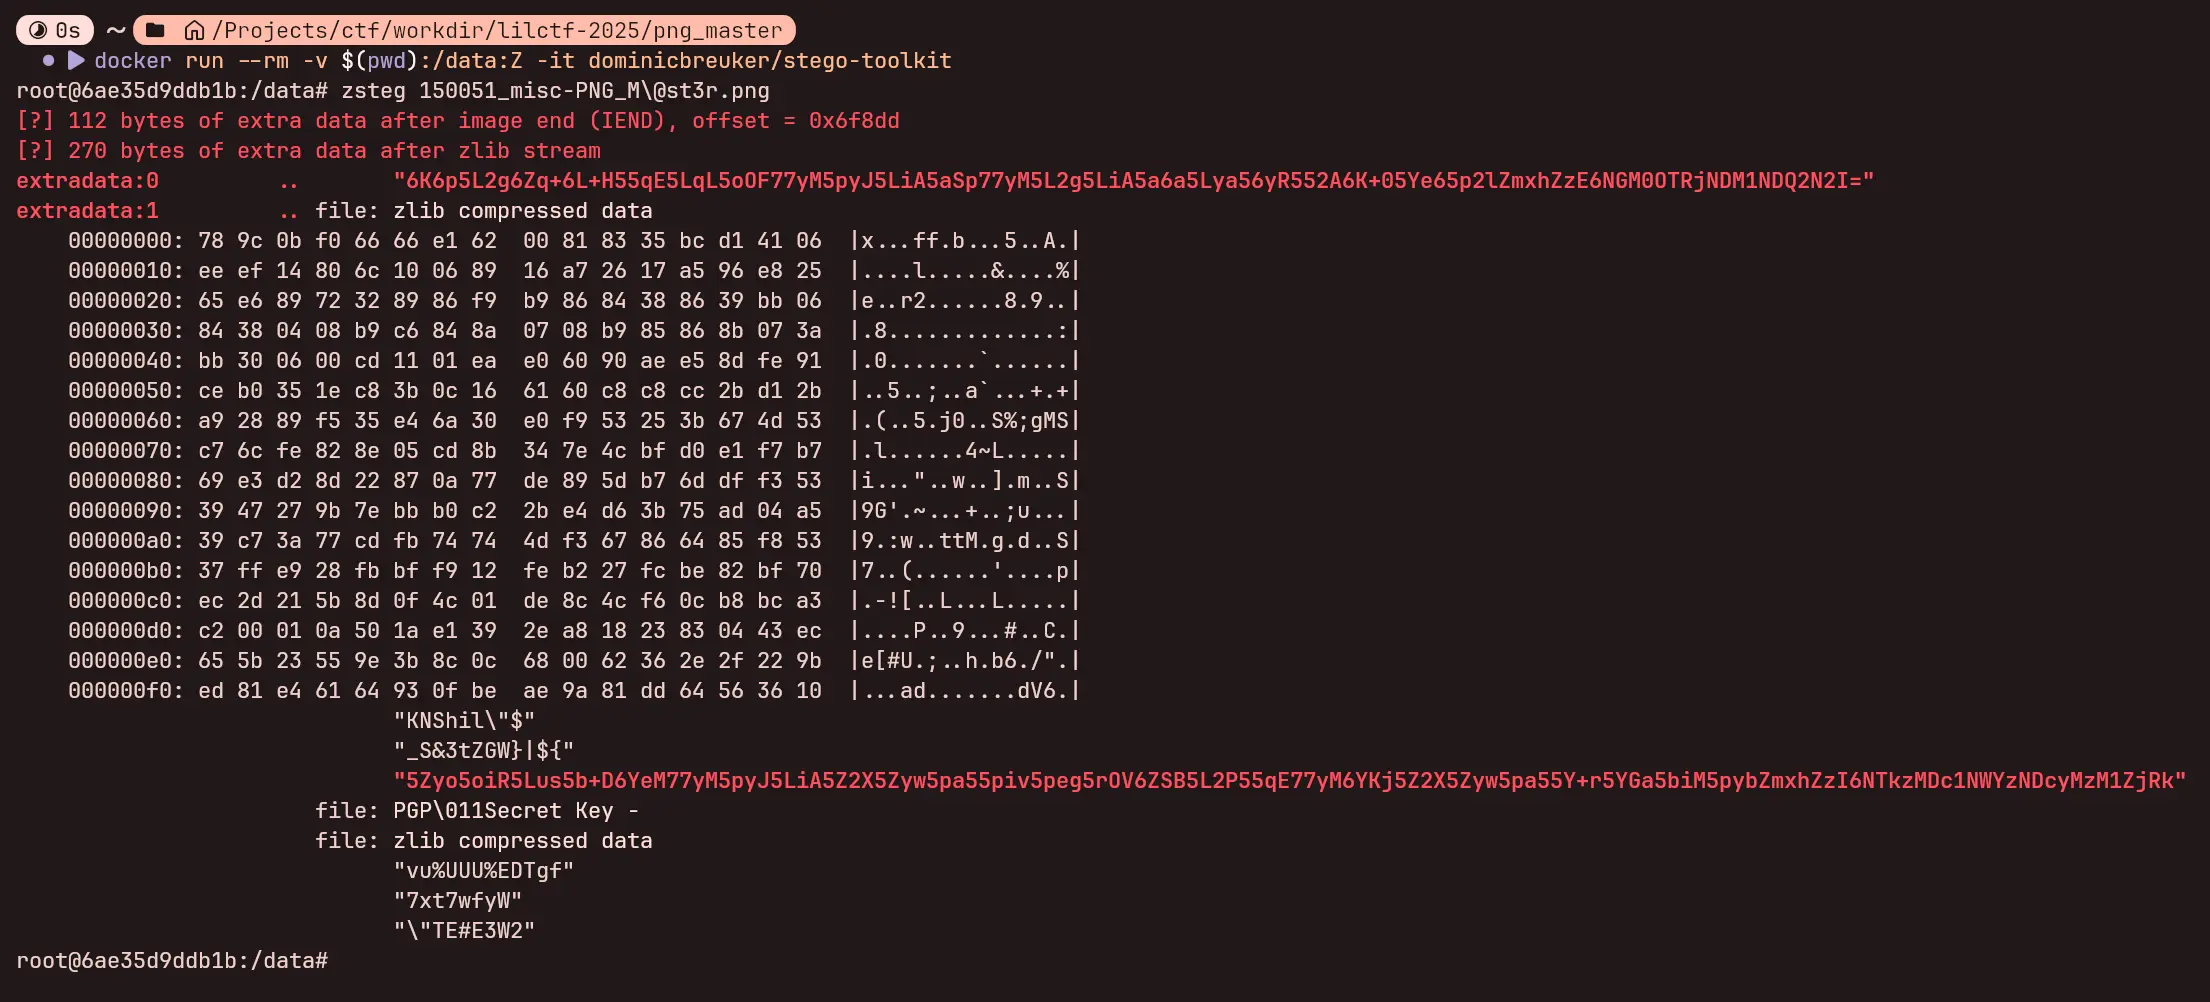 0s ~ /Projects/ctf/workdir/lilctf-2025/png_master
docker run --rm -v $(pwd):/data:Z -it dominicbreuker/stego-toolkit
root@6ae35d9ddb1b:/data# zsteg 150051_misc-PNG_M\@st3r.png
[?] 112 bytes of extra data after image end (IEND), offset = 0x6f8dd
[?] 270 bytes of extra data after zlib stream
extradata:0         ..       "6K6p5L2g6Zq+6L+H55qE5LqL5oOF77yM5pyJ5LiA5aSp77yM5L2g5LiA5a6a5Lya56yR552A6K+05Ye65p2lZmxhZzE6NGM0OTRjNDM1NDQ2N2I="
extradata:1         .. file: zlib compressed data
00000000: 78 9c 0b f0 66 66 e1 62  00 81 83 35 bc d1 41 06  |x...ff.b...5..A.|
00000010: ee ef 14 80 6c 10 06 89  16 a7 26 17 a5 96 e8 25  |....l.....&....%|
00000020: 65 e6 89 72 32 89 86 f9  b9 86 84 38 86 39 bb 06  |e..r2......8.9..|
00000030: 84 38 04 08 b9 c6 84 8a  07 08 b9 85 86 8b 07 3a  |.8.............:|
00000040: bb 30 06 00 cd 11 01 ea  e0 60 90 ae e5 8d fe 91  |.0.......`......|
00000050: ce b0 35 1e c8 3b 0c 16  61 60 c8 c8 cc 2b d1 2b  |..5..;..a`...+.+|
00000060: a9 28 89 f5 35 e4 6a 30  e0 f9 53 25 3b 67 4d 53  |.(..5.j0..S%;gMS|
00000070: c7 6c fe 82 8e 05 cd 8b  34 7e 4c bf d0 e1 f7 b7  |.l......4~L.....|
00000080: 69 e3 d2 8d 22 87 0a 77  de 89 5d b7 6d df f3 53  |i..."..w..].m..S|
00000090: 39 47 27 9b 7e bb b0 c2  2b e4 d6 3b 75 ad 04 a5  |9G'.~...+..;u...|
000000a0: 39 c7 3a 77 cd fb 74 74  4d f3 67 86 64 85 f8 53  |9.:w..ttM.g.d..S|
000000b0: 37 ff e9 28 fb bf f9 12  fe b2 27 fc be 82 bf 70  |7..(......'....p|
000000c0: ec 2d 21 5b 8d 0f 4c 01  de 8c 4c f6 0c b8 bc a3  |.-![..L...L.....|
000000d0: c2 00 01 0a 50 1a e1 39  2e a8 18 23 83 04 43 ec  |....P..9...#..C.|
000000e0: 65 5b 23 55 9e 3b 8c 0c  68 00 62 36 2e 2f 22 9b  |e[#U.;..h.b6./".|
000000f0: ed 81 e4 61 64 93 0f be  ae 9a 81 dd 64 56 36 10  |...ad.......dV6.|
"KNShil\"$"
"_S&3tZGW}|${"
"5Zyo5oiR5Lus5b+D6YeM77yM5pyJ5LiA5Z2X5Zyw5pa55piv5peg5rOV6ZSB5L2P55qE77yM6YKj5Z2X5Zyw5pa55Y+r5YGa5biM5pybZmxhZzI6NTkzMDc1NWYzNDcyMzM1ZjRk"
file: PGP\011Secret Key -
file: zlib compressed data
"vu%UUU%EDTgf"
"7xt7wfyW"
"\"TE#E3W2"
root@6ae35d9ddb1b:/data#